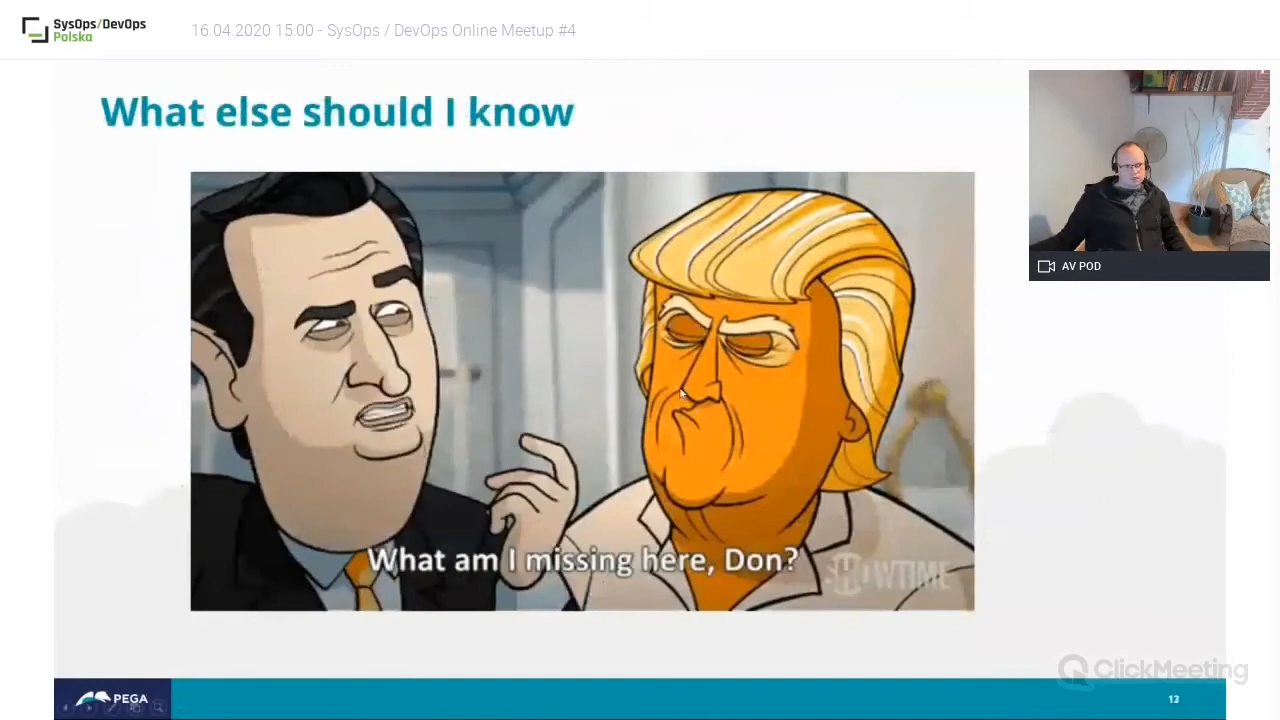 SysOps/DevOps
Polska
16.04.2020 15:00 - SysOps / DevOps Online Meetup #4
What else should I know
AV POD
What am I missing here, Don?
SHOWTIME
ClickMeeting
PEGA
13